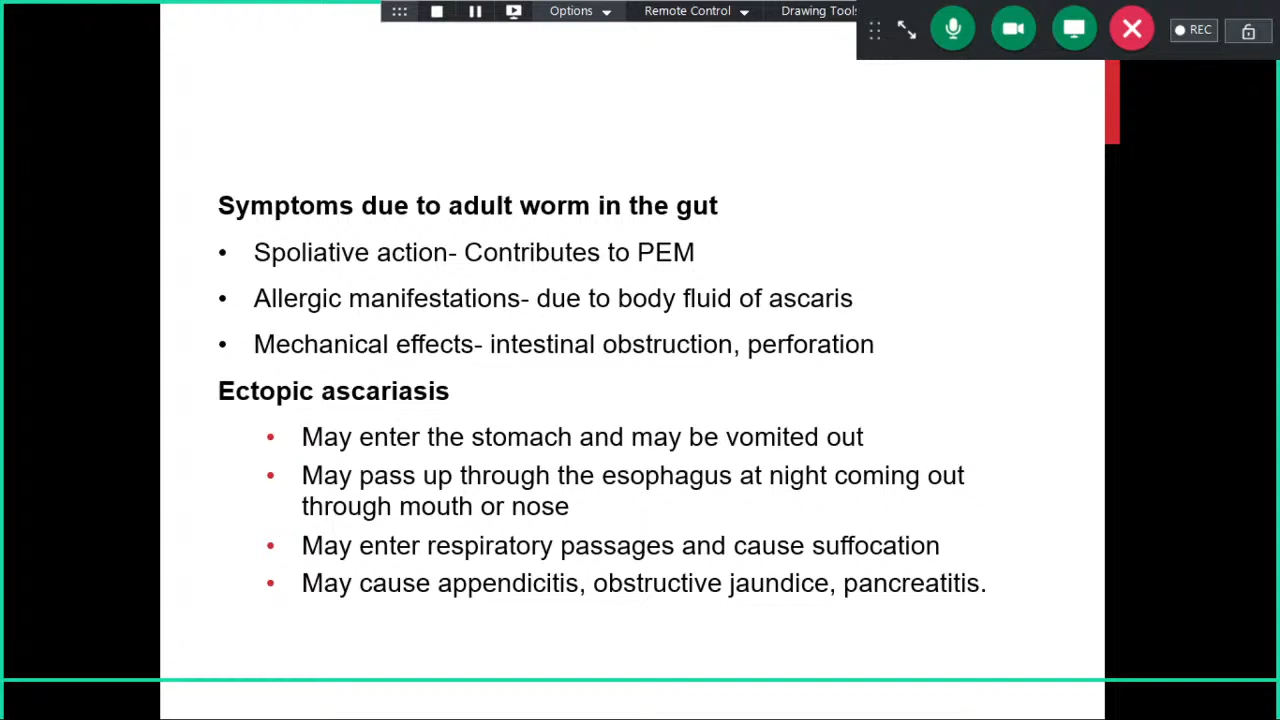 Options
Remote Control
Drawing Tools
REC
Symptoms due to adult worm in the gut
• Spoliative action- Contributes to PEM
• Allergic manifestations- due to body fluid of ascaris
• Mechanical effects- intestinal obstruction, perforation
Ectopic ascariasis
• May enter the stomach and may be vomited out
• May pass up through the esophagus at night coming out
through mouth or nose
• May enter respiratory passages and cause suffocation
• May cause appendicitis, obstructive jaundice, pancreatitis.